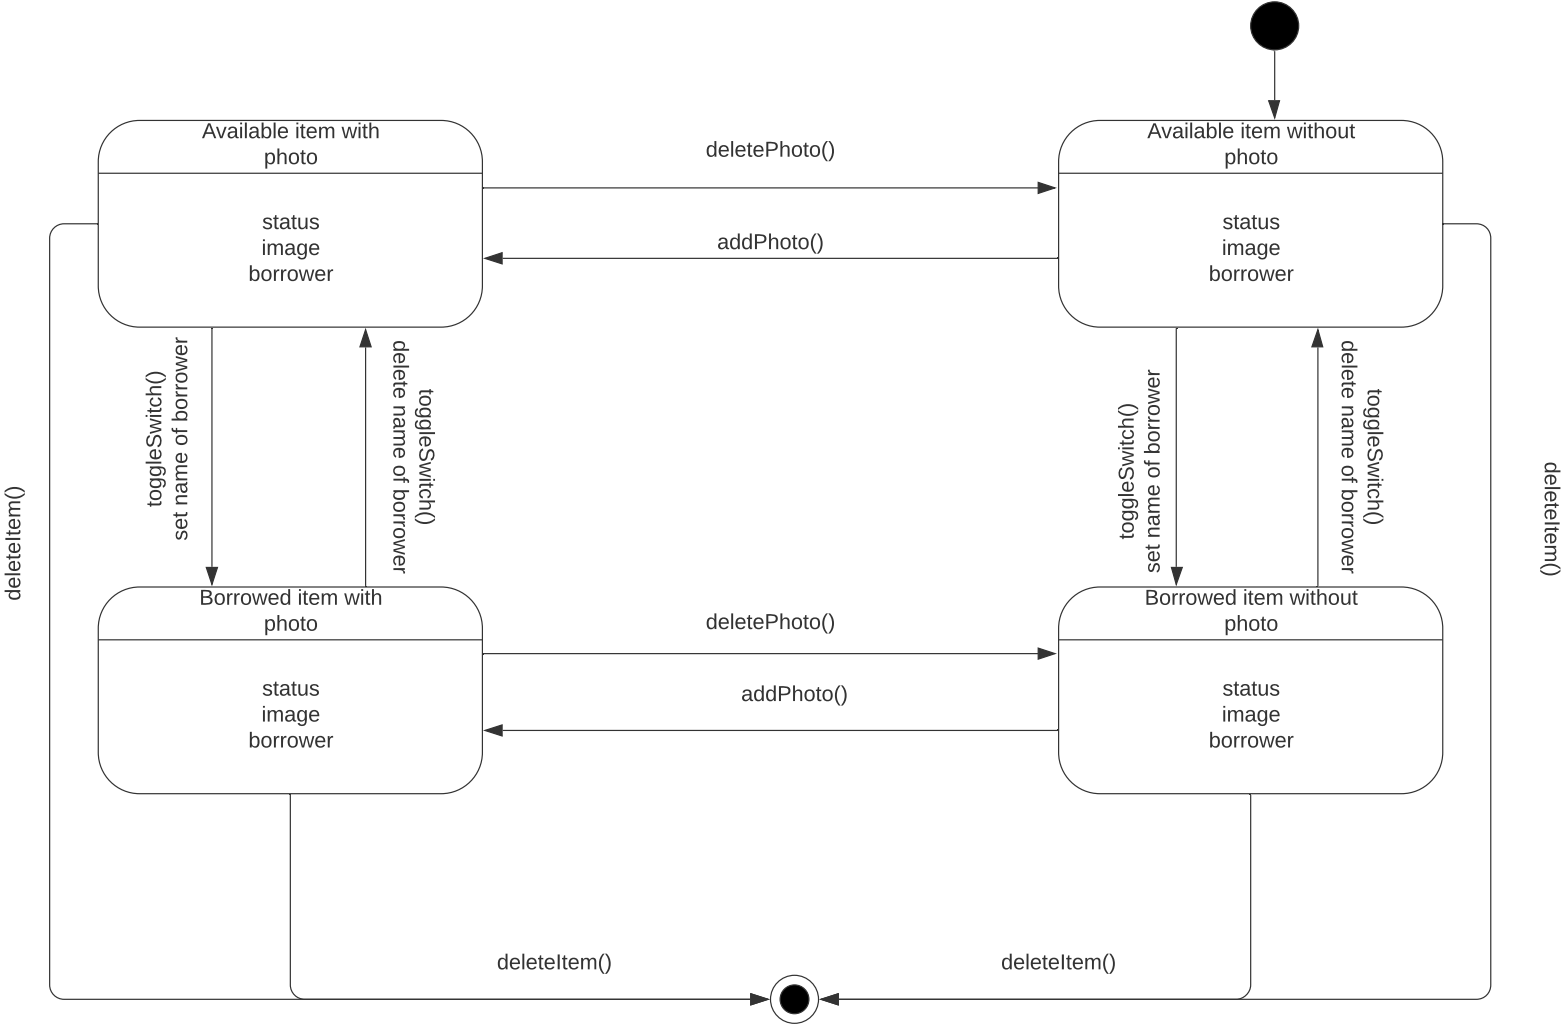 Available item with
photo
status
image
borrower
deletePhoto()
addPhoto()
Available item without
photo
status
image
borrower
toggleSwitch()
set name of borrower
toggleSwitch()
delete name of borrower
toggleSwitch()
set name of borrower
toggleSwitch()
delete name of borrower
deleteItem()
deleteItem()
Borrowed item with
photo
status
image
borrower
deletePhoto()
addPhoto()
Borrowed item without
photo
status
image
borrower
deleteItem()
deleteItem()